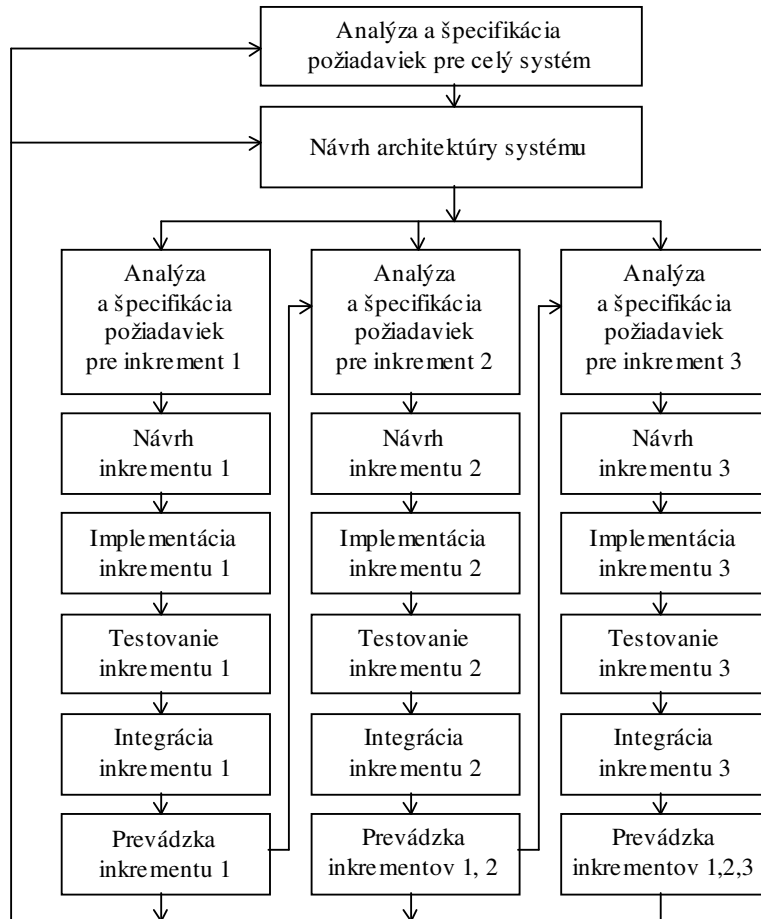 Analýza a špecifikácia
požiadaviek pre celý systém
Návrh architektúry systému
Analýza
a špecifikácia
požiadaviek
pre inkrement 1
Návrh
inkrementu 1
Implementácia
inkrementu 1
Testovanie
inkrementu 1
Integrácia
inkrementu 1
Prevádzka
inkrementu 1
Analýza
a špecifikácia
požiadaviek
pre inkrement 2
Návrh
inkrementu 2
Implementácia
inkrementu 2
Testovanie
inkrementu 2
Integrácia
inkrementu 2
Prevádzka
inkrementov 1, 2
Analýza
a špecifikácia
požiadaviek
pre inkrement 3
Návrh
inkrementu 3
Implementácia
inkrementu 3
Testovanie
inkrementu 3
Integrácia
inkrementu 3
Prevádzka
inkrementov 1,2,3